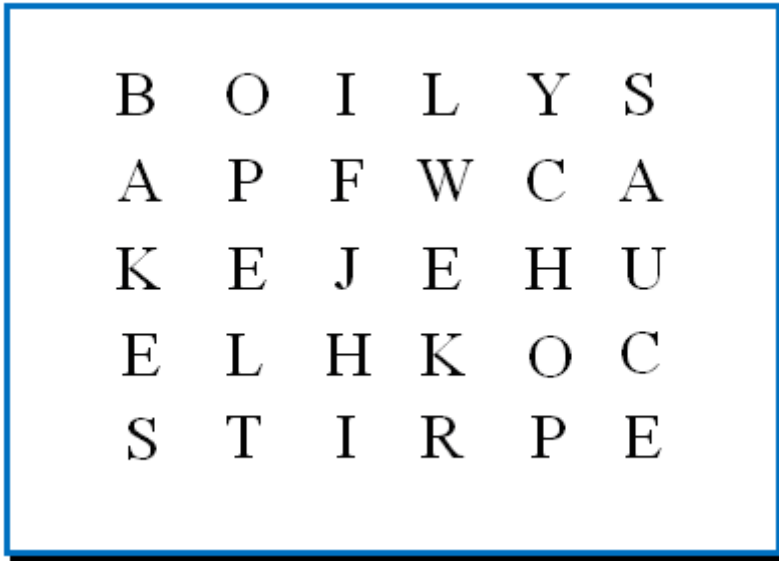 B O I L Y S
A P F W C A
K E J E H U
E L H K O C
S T I R P E